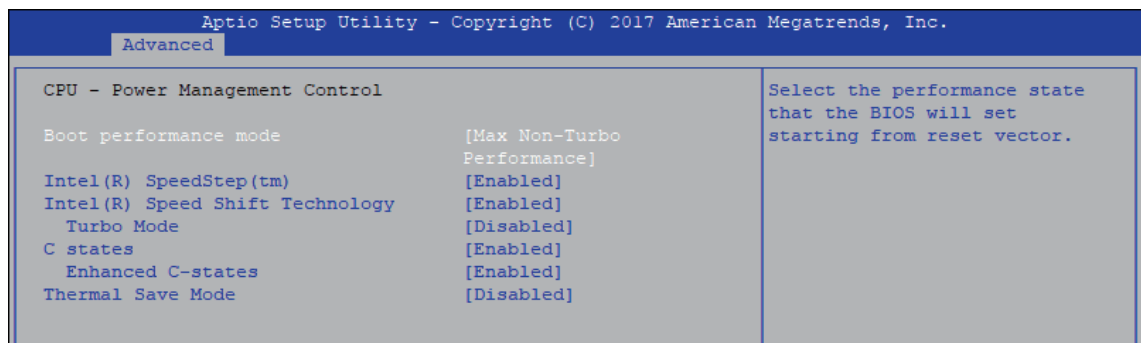 Aptio Setup Utility - Copyright (C) 2017 American Megatrends, Inc.
Advanced
CPU - Power Management Control
Boot performance mode [Max Non-Turbo
Performance]
Intel(R) SpeedStep(tm) [Enabled]
Intel(R) Speed Shift Technology [Enabled]
Turbo Mode [Disabled]
C states [Enabled]
Enhanced C-states [Enabled]
Thermal Save Mode [Disabled]
Select the performance state
that the BIOS will set
starting from reset vector.